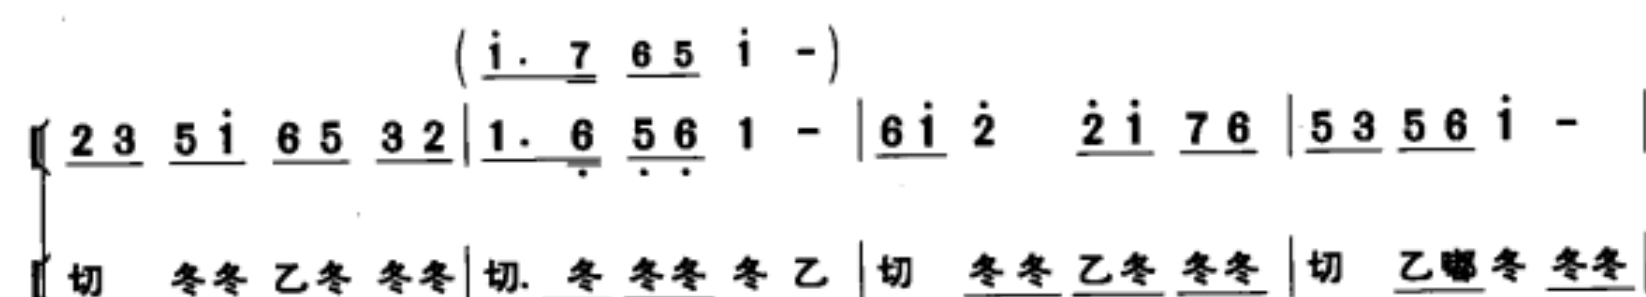 ( i̇. 7 6 5 i̇ - )
2 3 5 i̇ 6 5 3 2 | 1. 6̣ 5̣ 6̣ 1 - | 6 i̇ 2̇ 2̇ i̇ 7 6 | 5 3 5 6 i̇ - |
切 冬冬 乙冬 冬冬 | 切. 冬 冬冬 冬 乙 | 切 冬冬 乙冬 冬冬 | 切 乙嘟 冬 冬冬 |